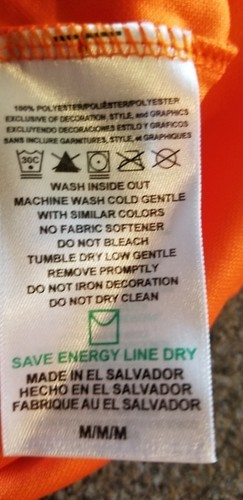 100% POLYESTER/POLIÉSTER/POLYESTER
EXCLUSIVE OF DECORATION, STYLE, and GRAPHICS
EXCLUYENDO DECORACIONES ESTILO Y GRAFICOS
SANS INCLURE GARNITURES, STYLE, et GRAPHIQUES
30C
WASH INSIDE OUT
MACHINE WASH COLD GENTLE
WITH SIMILAR COLORS
NO FABRIC SOFTENER
DO NOT BLEACH
TUMBLE DRY LOW GENTLE
REMOVE PROMPTLY
DO NOT IRON DECORATION
DO NOT DRY CLEAN
SAVE ENERGY LINE DRY
MADE IN EL SALVADOR
HECHO EN EL SALVADOR
FABRIQUE AU EL SALVADOR
M/M/M